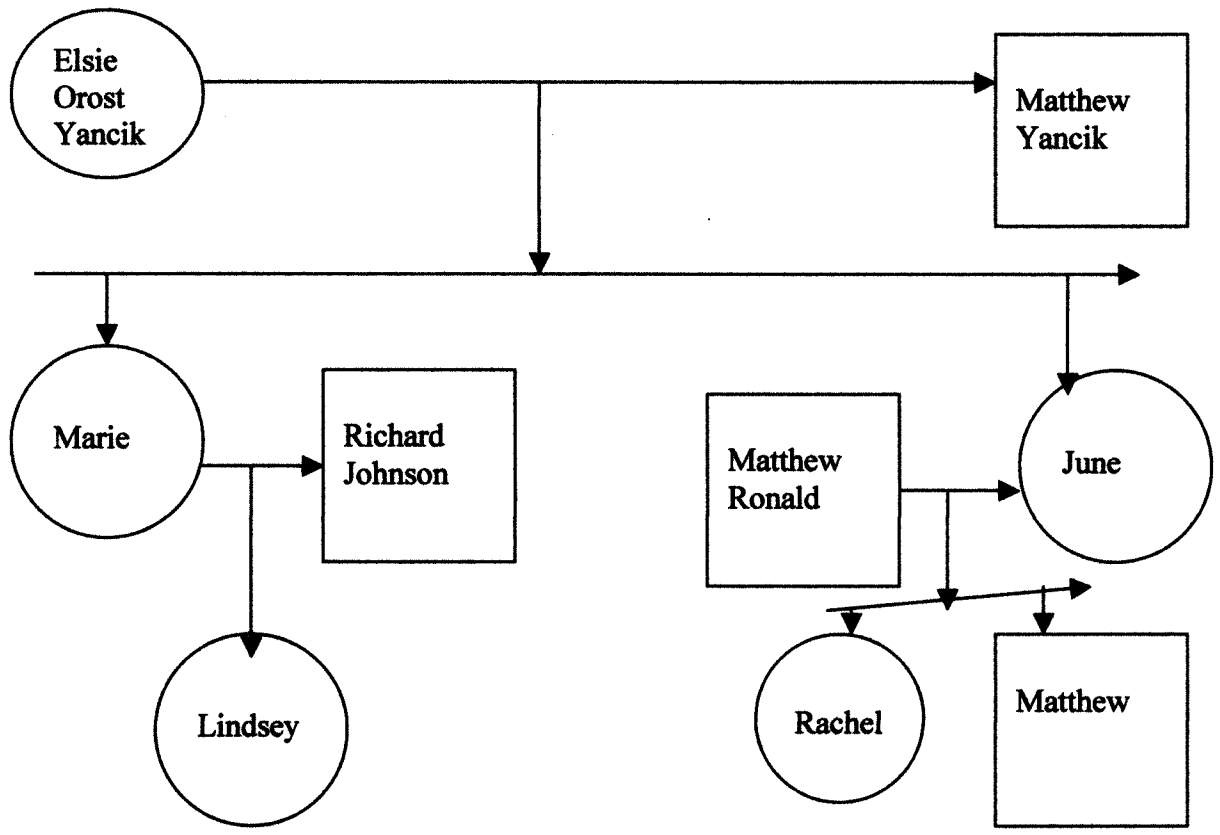 Elsie
Orost
Yancik
Matthew
Yancik
Marie
Richard
Johnson
Matthew
Ronald
June
Lindsey
Rachel
Matthew